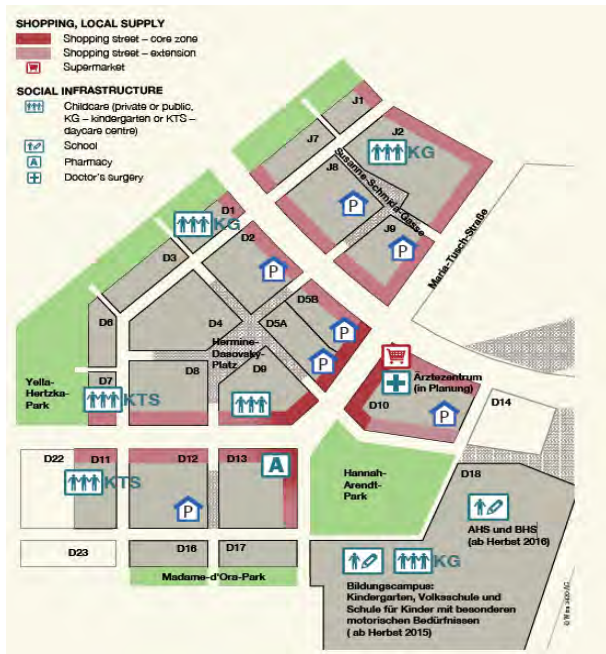 SHOPPING, LOCAL SUPPLY
Shopping street – core zone
Shopping street – extension
Supermarket
SOCIAL INFRASTRUCTURE
Childcare (private or public,
KG – kindergarten or KTS –
daycare centre)
School
A
Pharmacy
Doctor's surgery
J1
J2
KG
J7
J8
Susanne-Schmida-Gasse
P
J9
P
Maria-Tusch-Straße
D1
KG
D2
P
D3
D5B
P
D6
D4
D5A
Hermine-
Dasovsky-
Platz
P
D8
D9
Yella-
Hertzka-
Park
D7
KTS
Ärztezentrum
(in Planung)
D10
P
D14
D22
D11
KTS
D12
P
D13
A
Hannah-
Arendt-
Park
D18
AHS und BHS
(ab Herbst 2016)
D23
D16
D17
Madame-d'Ora-Park
KG
Bildungscampus:
Kindergarten, Volksschule und
Schule für Kinder mit besonderen
motorischen Bedürfnissen
( ab Herbst 2015)